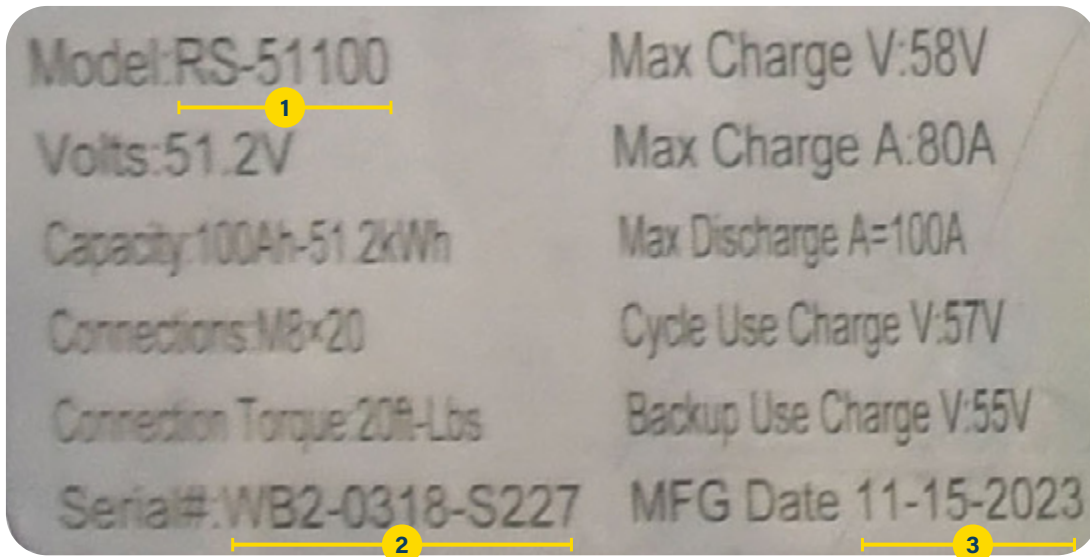 Model:RS-51100
1
Volts:51.2V
Capacity:100Ah-51.2kWh
Connections:M8×20
Connection Torque:20ft-Lbs
Serial#:WB2-0318-S227
2
Max Charge V:58V
Max Charge A:80A
Max Discharge A=100A
Cycle Use Charge V:57V
Backup Use Charge V:55V
MFG Date 11-15-2023
3